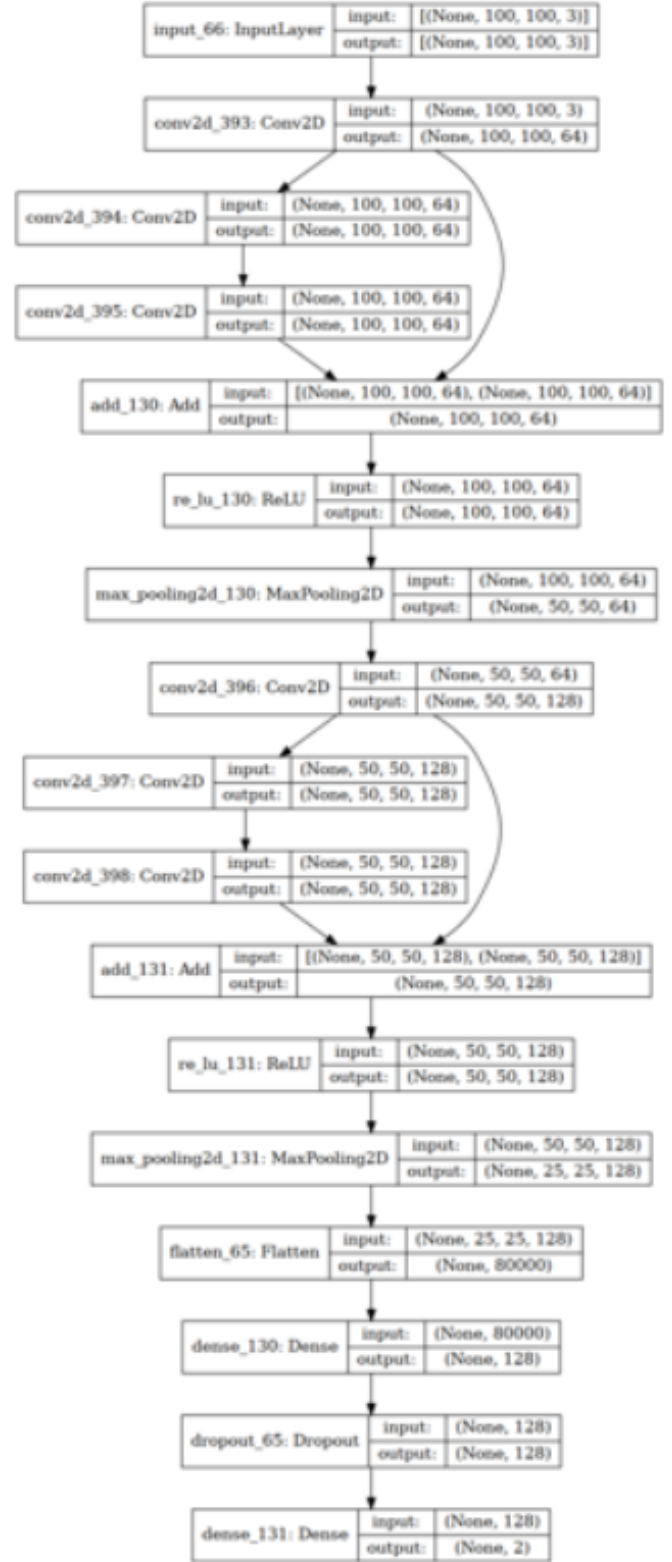 input_66: InputLayer
input: [(None, 100, 100, 3)]
output: [(None, 100, 100, 3)]
conv2d_393: Conv2D
input: (None, 100, 100, 3)
output: (None, 100, 100, 64)
conv2d_394: Conv2D
input: (None, 100, 100, 64)
output: (None, 100, 100, 64)
conv2d_395: Conv2D
input: (None, 100, 100, 64)
output: (None, 100, 100, 64)
add_130: Add
input: [(None, 100, 100, 64), (None, 100, 100, 64)]
output: (None, 100, 100, 64)
re_lu_130: ReLU
input: (None, 100, 100, 64)
output: (None, 100, 100, 64)
max_pooling2d_130: MaxPooling2D
input: (None, 100, 100, 64)
output: (None, 50, 50, 64)
conv2d_396: Conv2D
input: (None, 50, 50, 64)
output: (None, 50, 50, 128)
conv2d_397: Conv2D
input: (None, 50, 50, 128)
output: (None, 50, 50, 128)
conv2d_398: Conv2D
input: (None, 50, 50, 128)
output: (None, 50, 50, 128)
add_131: Add
input: [(None, 50, 50, 128), (None, 50, 50, 128)]
output: (None, 50, 50, 128)
re_lu_131: ReLU
input: (None, 50, 50, 128)
output: (None, 50, 50, 128)
max_pooling2d_131: MaxPooling2D
input: (None, 50, 50, 128)
output: (None, 25, 25, 128)
flatten_65: Flatten
input: (None, 25, 25, 128)
output: (None, 80000)
dense_130: Dense
input: (None, 80000)
output: (None, 128)
dropout_65: Dropout
input: (None, 128)
output: (None, 128)
dense_131: Dense
input: (None, 128)
output: (None, 2)